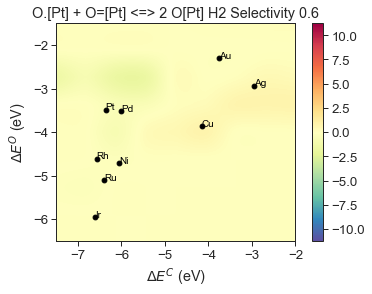 O.[Pt] + O=[Pt] <=> 2 O[Pt] H2 Selectivity 0.6
ΔE^O (eV)
−2
−3
−4
−5
−6
Au
Ag
Pt
Pd
Cu
Rh
Ni
Ru
Ir
−7
−6
−5
−4
−3
−2
ΔE^C (eV)
10.0
7.5
5.0
2.5
0.0
−2.5
−5.0
−7.5
−10.0